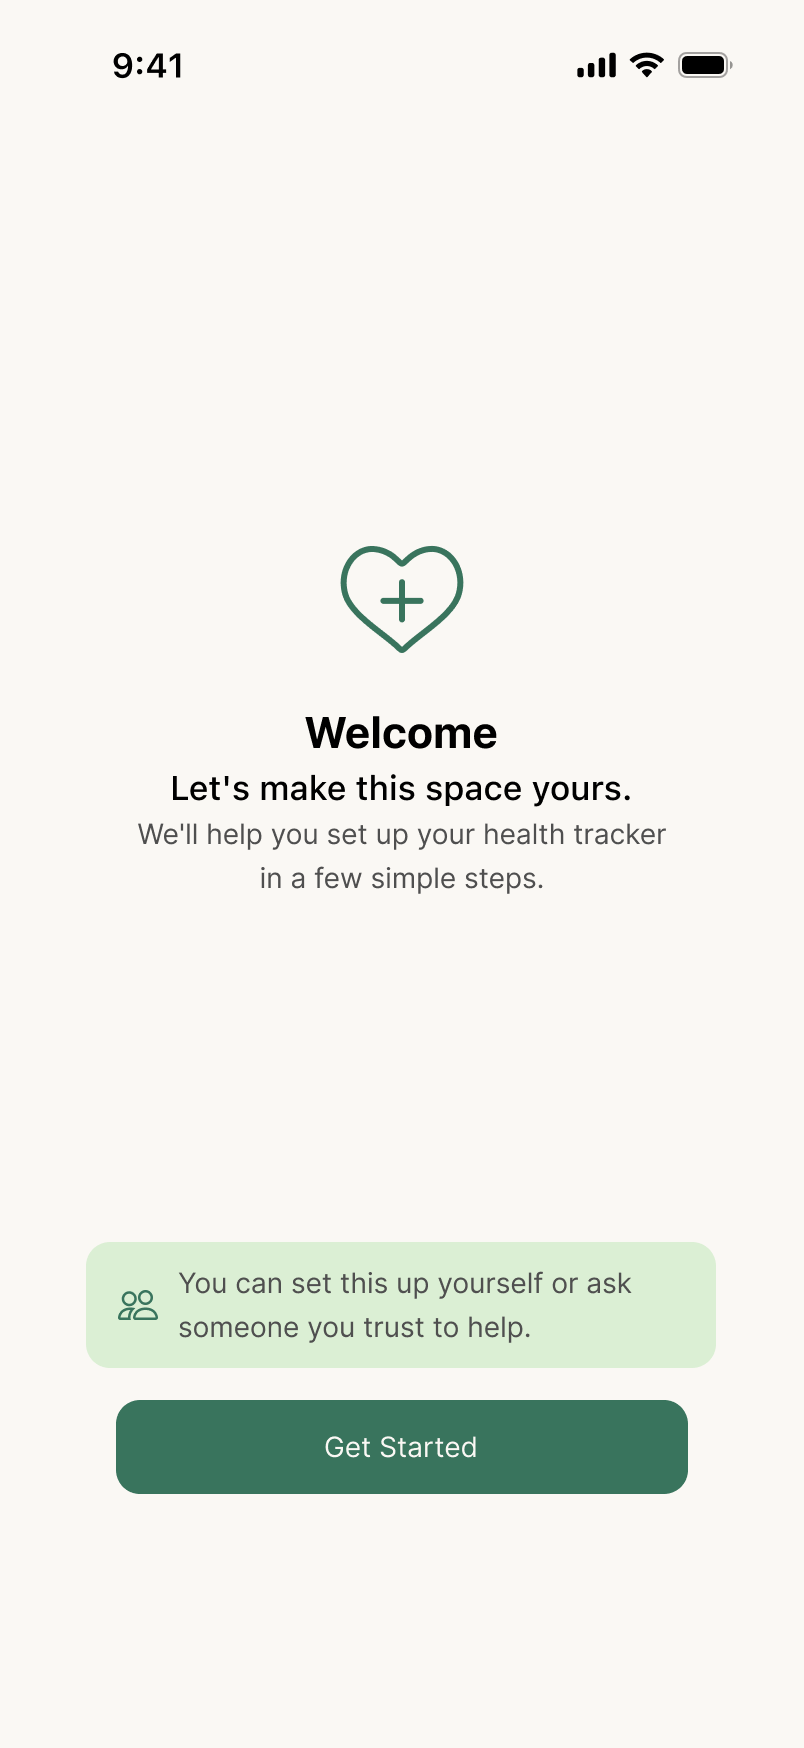 9:41
Welcome
Let's make this space yours.
We'll help you set up your health tracker
in a few simple steps.
You can set this up yourself or ask
someone you trust to help.
Get Started